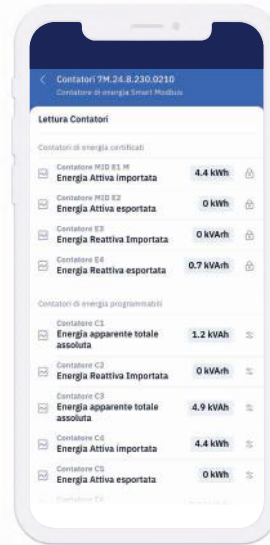 Contatori 7M.24.8.230.0210
Contatore di energia Smart Modbus
Lettura Contatori
Contatori di energia certificati
Contatore MID E1 M
Energia Attiva importata
4.4 kWh
Contatore MID E2
Energia Attiva esportata
0 kWh
Contatore E3
Energia Reattiva Importata
0 kVArh
Contatore E4
Energia Reattiva esportata
0.7 kVArh
Contatori di energia programmabili
Contatore C1
Energia apparente totale
assoluta
1.2 kVAh
Contatore C2
Energia Reattiva Importata
0 kVArh
Contatore C3
Energia apparente totale
assoluta
4.9 kVAh
Contatore C4
Energia Attiva importata
4.4 kWh
Contatore C5
Energia Attiva esportata
0 kWh